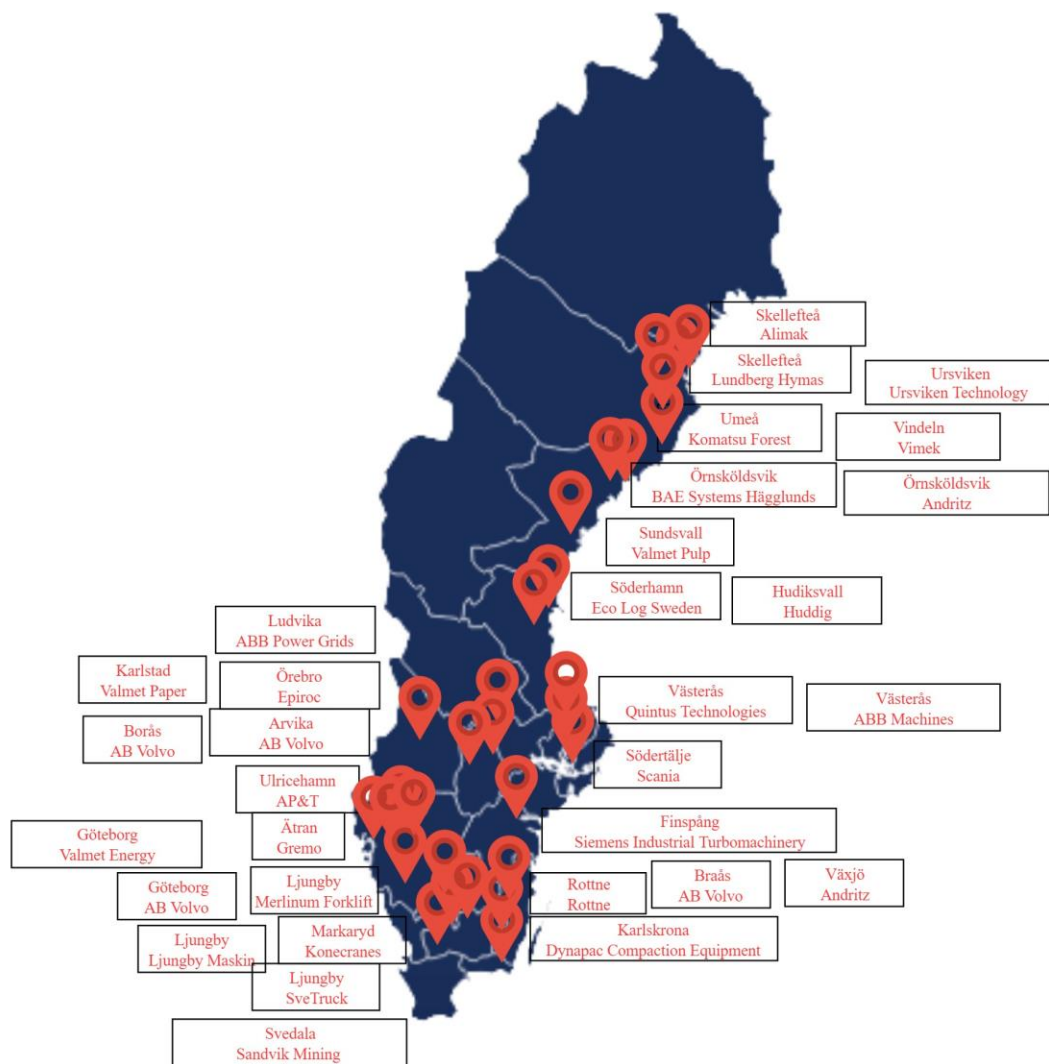 Skellefteå
Alimak
Skellefteå
Lundberg Hymas
Ursviken
Ursviken Technology
Umeå
Komatsu Forest
Vindeln
Vimek
Örnsköldsvik
BAE Systems Hägglunds
Örnsköldsvik
Andritz
Sundsvall
Valmet Pulp
Söderhamn
Eco Log Sweden
Hudiksvall
Huddig
Ludvika
ABB Power Grids
Karlstad
Valmet Paper
Örebro
Epiroc
Västerås
Quintus Technologies
Västerås
ABB Machines
Borås
AB Volvo
Arvika
AB Volvo
Södertälje
Scania
Ulricehamn
AP&T
Ätran
Gremo
Finspång
Siemens Industrial Turbomachinery
Göteborg
Valmet Energy
Göteborg
AB Volvo
Ljungby
Merlinum Forklift
Rottne
Rottne
Braås
AB Volvo
Växjö
Andritz
Ljungby
Ljungby Maskin
Markaryd
Konecranes
Karlskrona
Dynapac Compaction Equipment
Ljungby
SveTruck
Svedala
Sandvik Mining